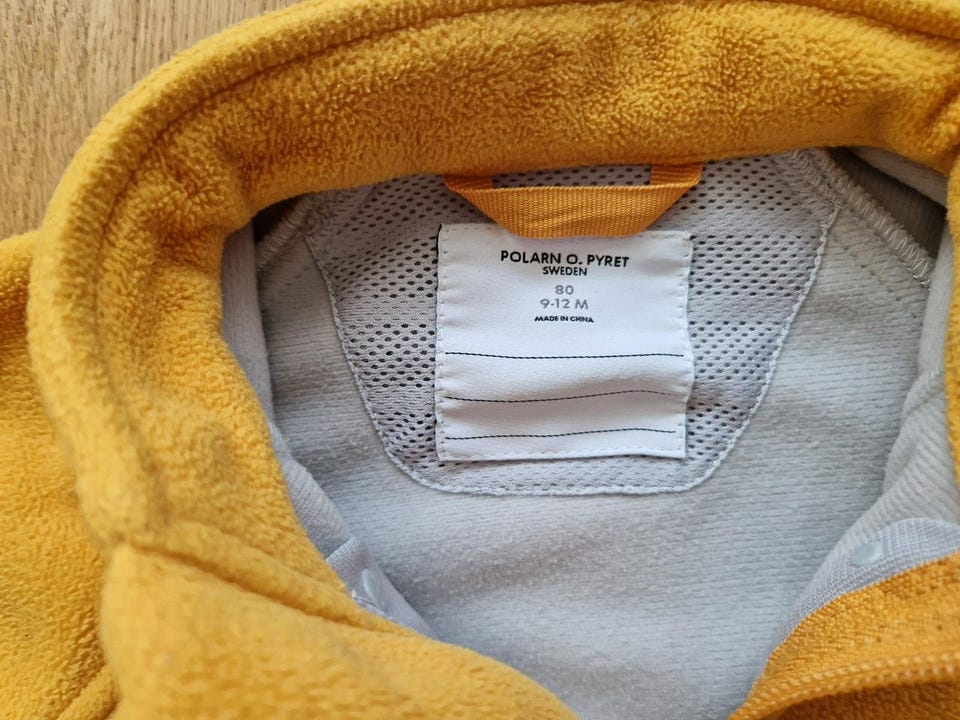 POLARN O. PYRET
SWEDEN
80
9-12 M
MADE IN CHINA